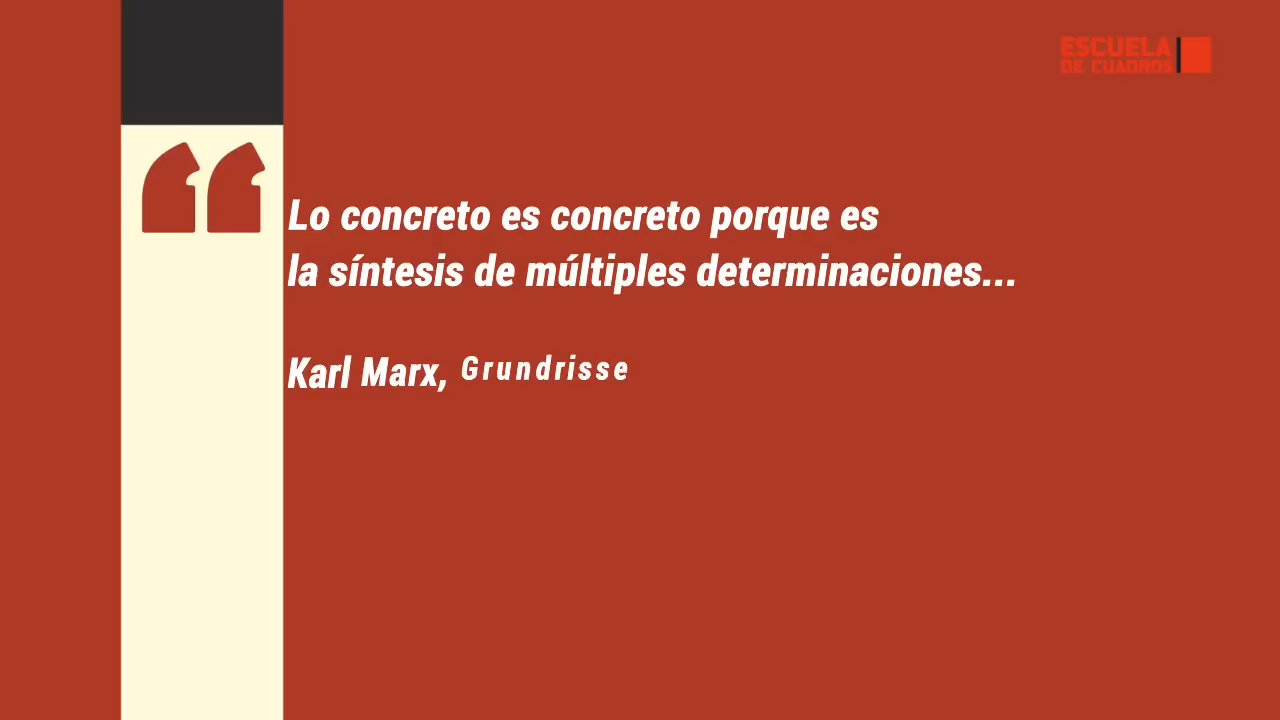 ESCUELA
DE CUADROS
Lo concreto es concreto porque es
la síntesis de múltiples determinaciones...
Karl Marx, Grundrisse